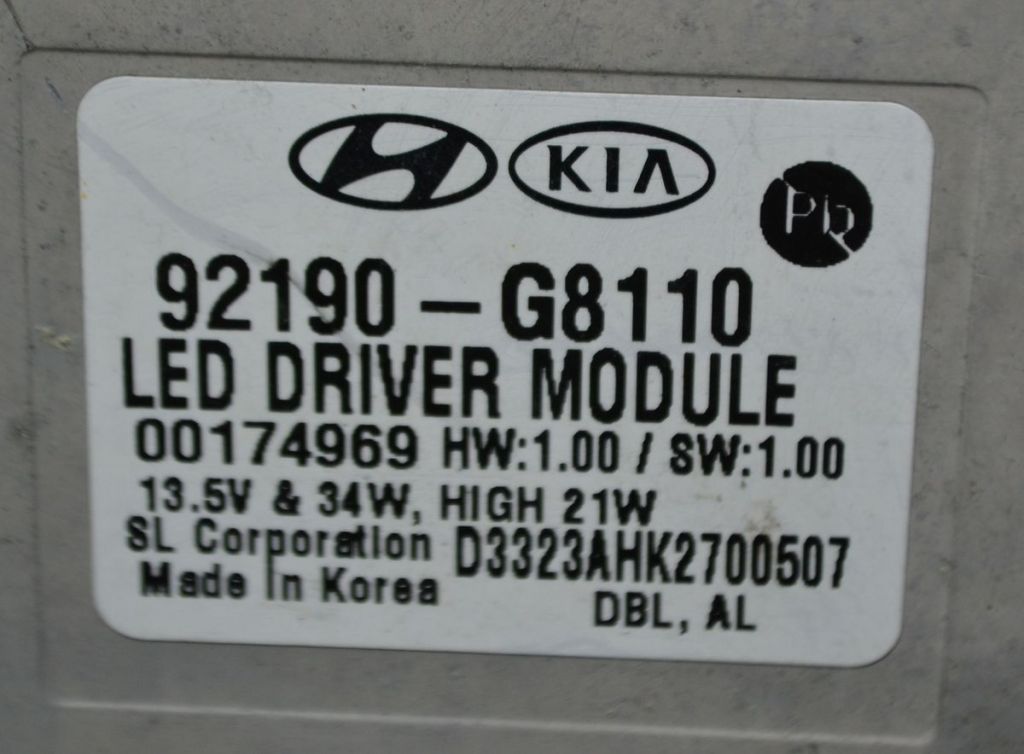 KIA
92190-G8110
LED DRIVER MODULE
00174969 HW:1.00 / SW:1.00
13.5V & 34W, HIGH 21W
SL Corporation D3323AHK2700507
Made In Korea DBL, AL